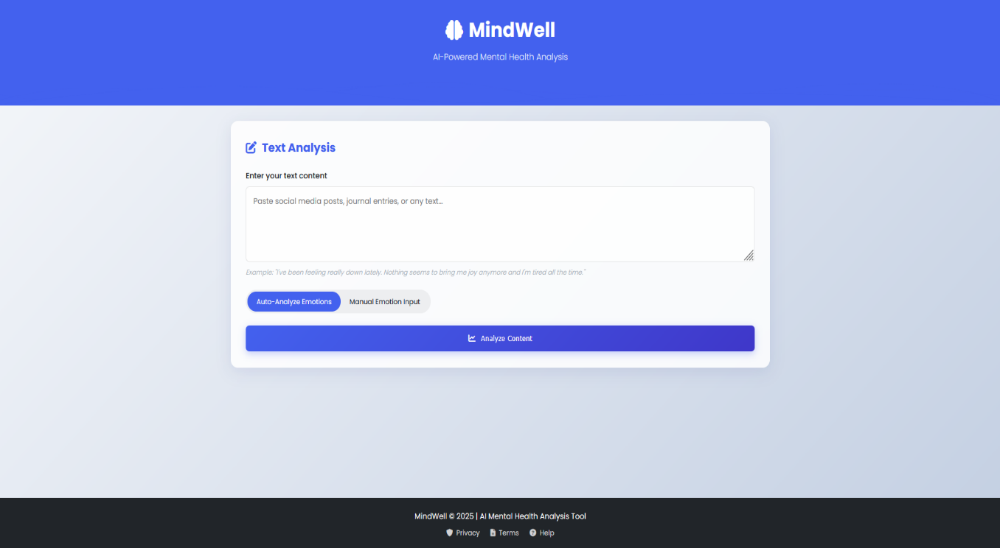 MindWell
AI-Powered Mental Health Analysis
Text Analysis
Enter your text content
Paste social media posts, journal entries, or any text...
Example: "I've been feeling really down lately. Nothing seems to bring me joy anymore and I'm tired all the time."
Auto-Analyze Emotions Manual Emotion Input
Analyze Content
MindWell © 2025 | AI Mental Health Analysis Tool
Privacy Terms Help